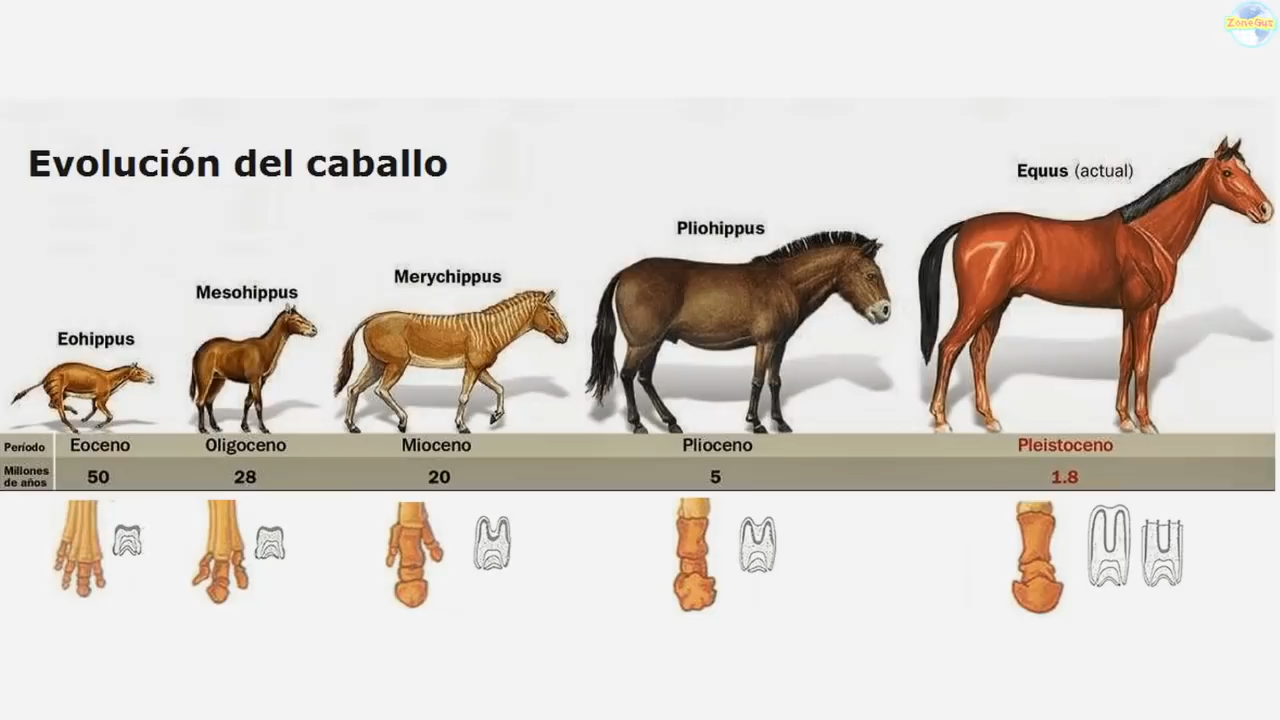 ZoneGus
Evolución del caballo
Equus (actual)
Pliohippus
Merychippus
Mesohippus
Eohippus
Período Eoceno Oligoceno Mioceno Plioceno Pleistoceno
Millones
de años 50 28 20 5 1.8